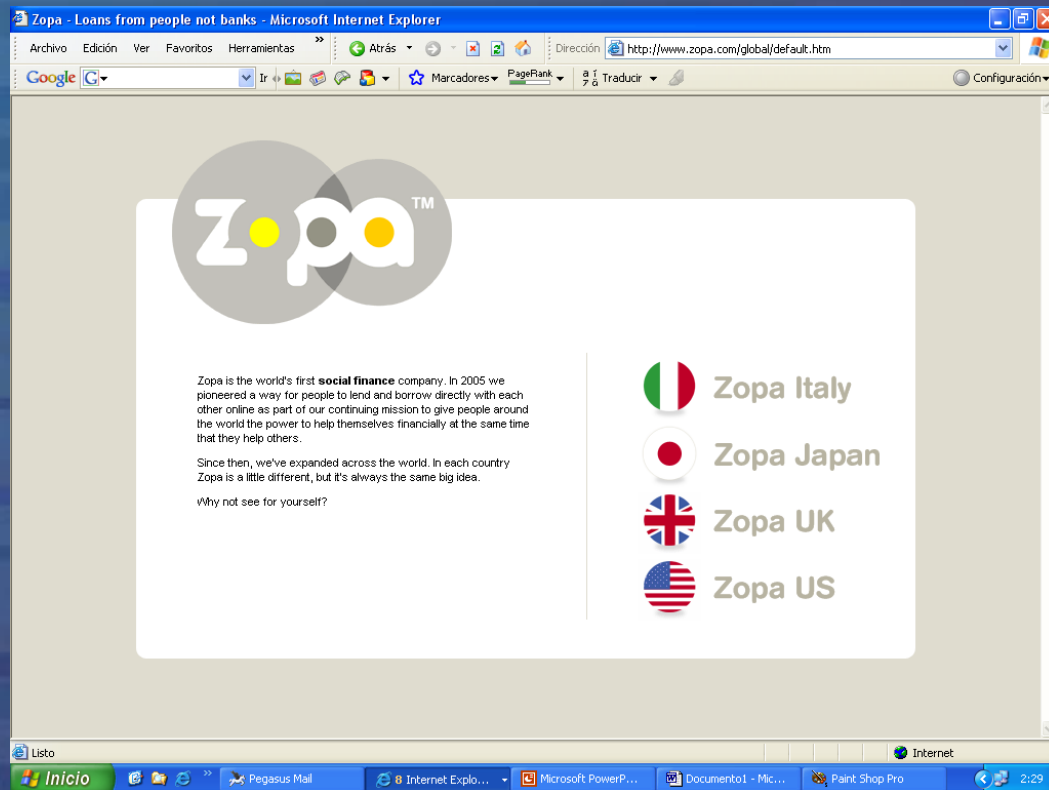 Zopa - Loans from people not banks - Microsoft Internet Explorer
Archivo Edición Ver Favoritos Herramientas » Atrás Dirección http://www.zopa.com/global/default.htm
Google G Ir Marcadores PageRank Traducir Configuración
zopa TM
Zopa is the world's first social finance company. In 2005 we
pioneered a way for people to lend and borrow directly with each
other online as part of our continuing mission to give people around
the world the power to help themselves financially at the same time
that they help others.
Since then, we've expanded across the world. In each country
Zopa is a little different, but it's always the same big idea.
Why not see for yourself?
Zopa Italy
Zopa Japan
Zopa UK
Zopa US
Listo Internet
Inicio » Pegasus Mail 8 Internet Explo... Microsoft PowerP... Documento1 - Mic... Paint Shop Pro 2:29